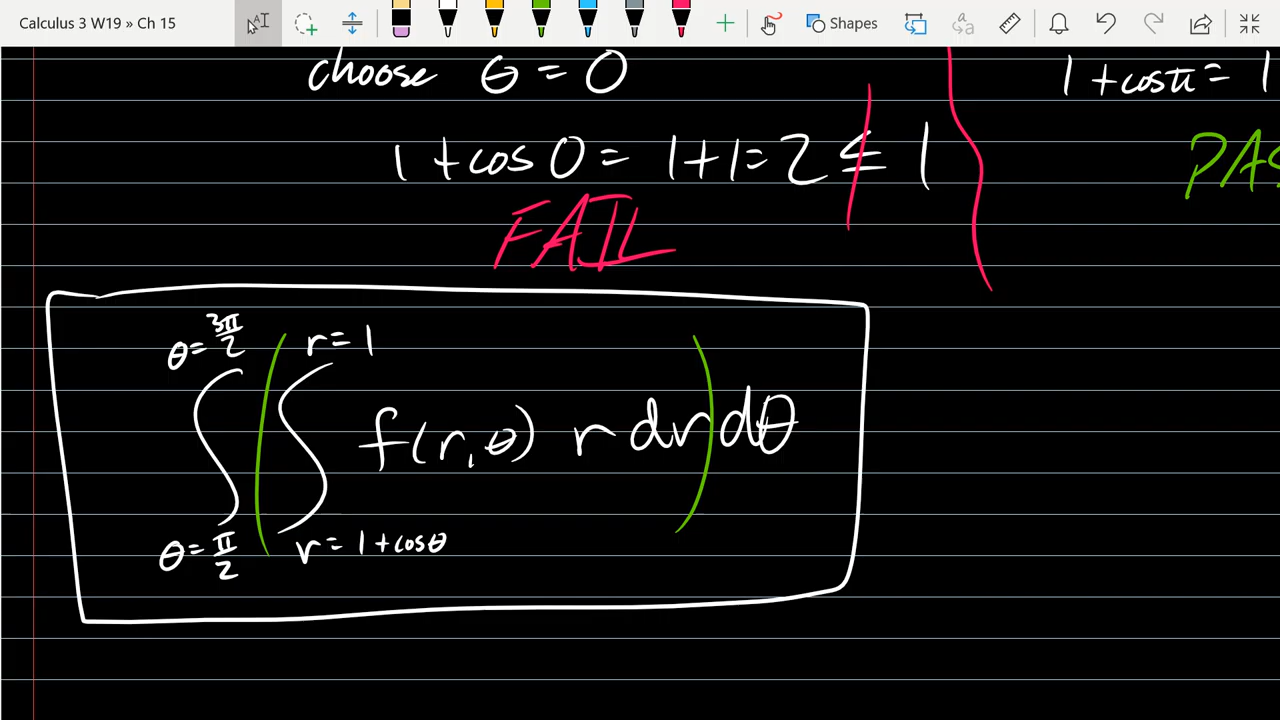 Calculus 3 W19 » Ch 15
Shapes
choose θ = 0
1 + cos 0 = 1 + 1 = 2 ≤ 1
FAIL
1 + cos π = 1
PAS
∫_{θ = π/2}^{θ = 3π/2} ( ∫_{r = 1 + cos θ}^{r = 1} f(r, θ) r dr ) dθ